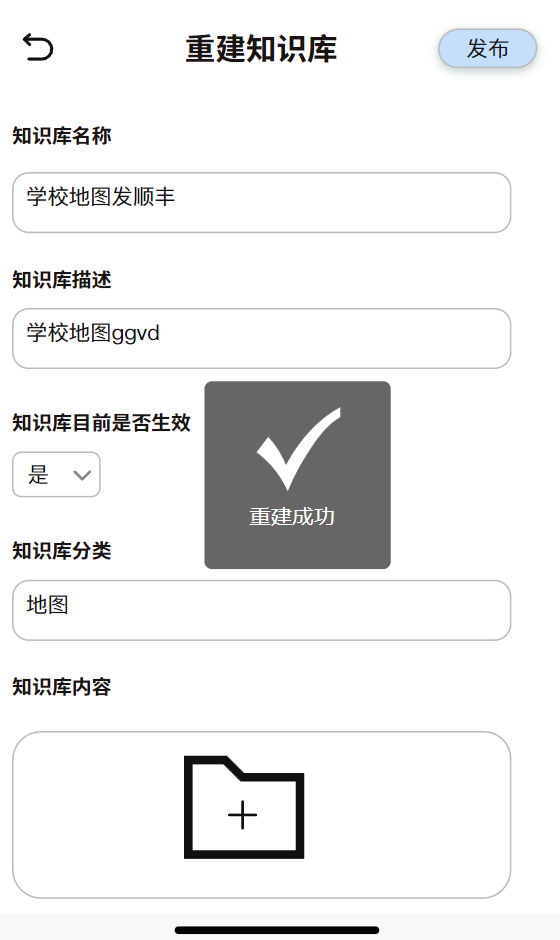 重建知识库
发布
知识库名称
学校地图发顺丰
知识库描述
学校地图ggvd
知识库目前是否生效
是
重建成功
知识库分类
地图
知识库内容